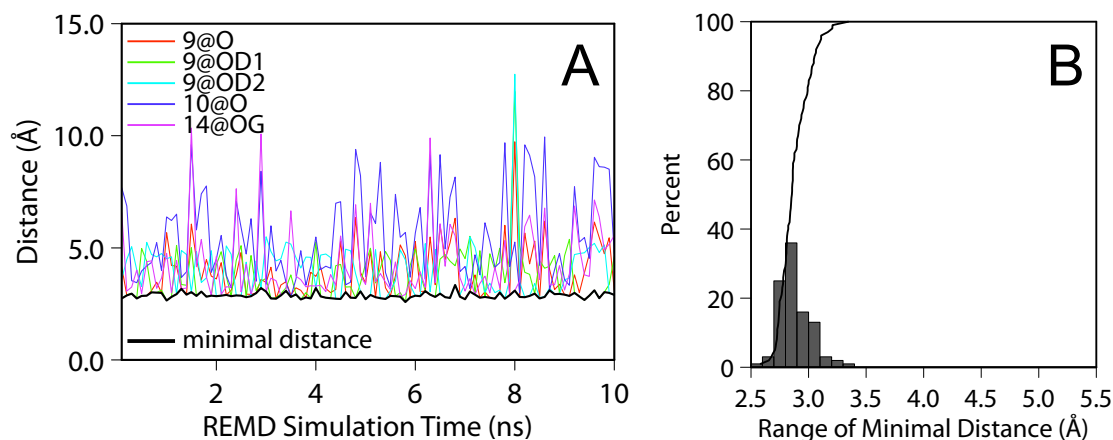 15.0
10.0
5.0
0.0
Distance (Å)
9@O
9@OD1
9@OD2
10@O
14@OG
A
minimal distance
2 4 6 8 10
REMD Simulation Time (ns)
100
80
60
40
20
0
Percent
B
2.5 3.0 3.5 4.0 4.5 5.0 5.5
Range of Minimal Distance (Å)